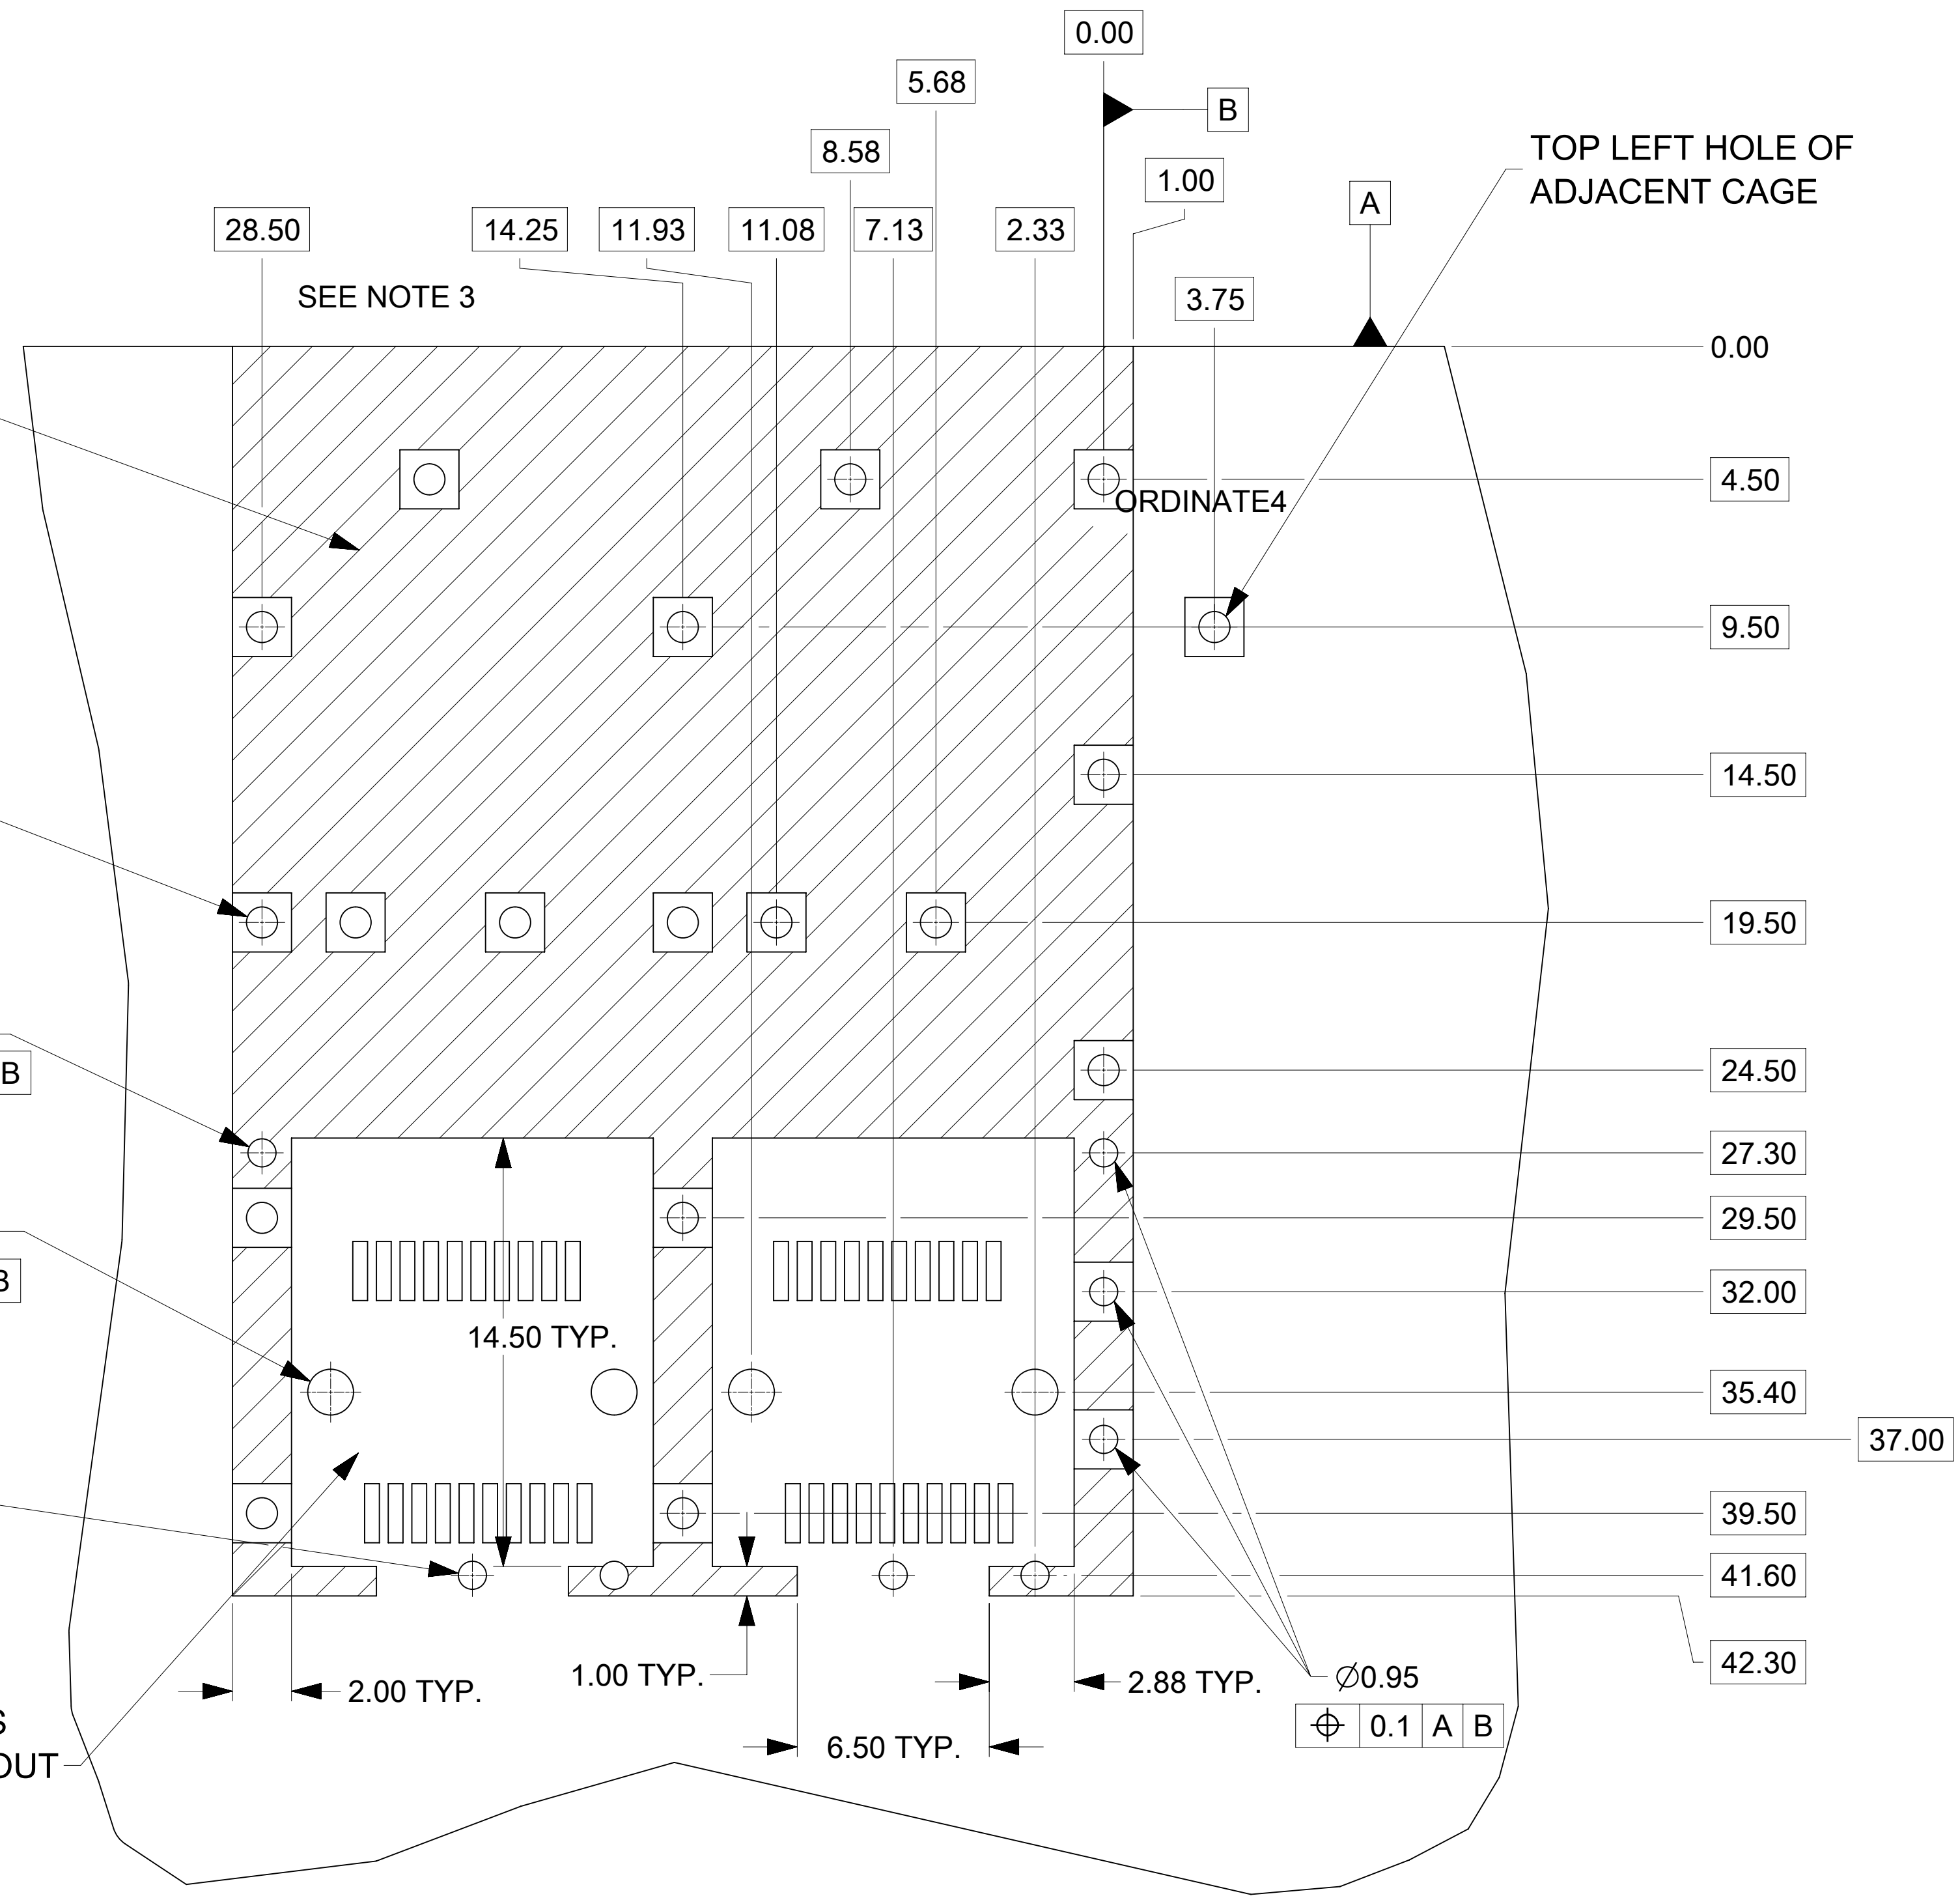 0.00
5.68
B
8.58
TOP LEFT HOLE OF
ADJACENT CAGE
1.00
A
28.50
14.25
11.93
11.08
7.13
2.33
SEE NOTE 3
3.75
0.00
4.50
ORDINATE4
9.50
14.50
19.50
24.50
B
27.30
29.50
B
32.00
14.50 TYP.
35.40
37.00
39.50
41.60
42.30
1.00 TYP.
2.00 TYP.
2.88 TYP.
Ø0.95
⌖ 0.1 A B
6.50 TYP.
S
OUT